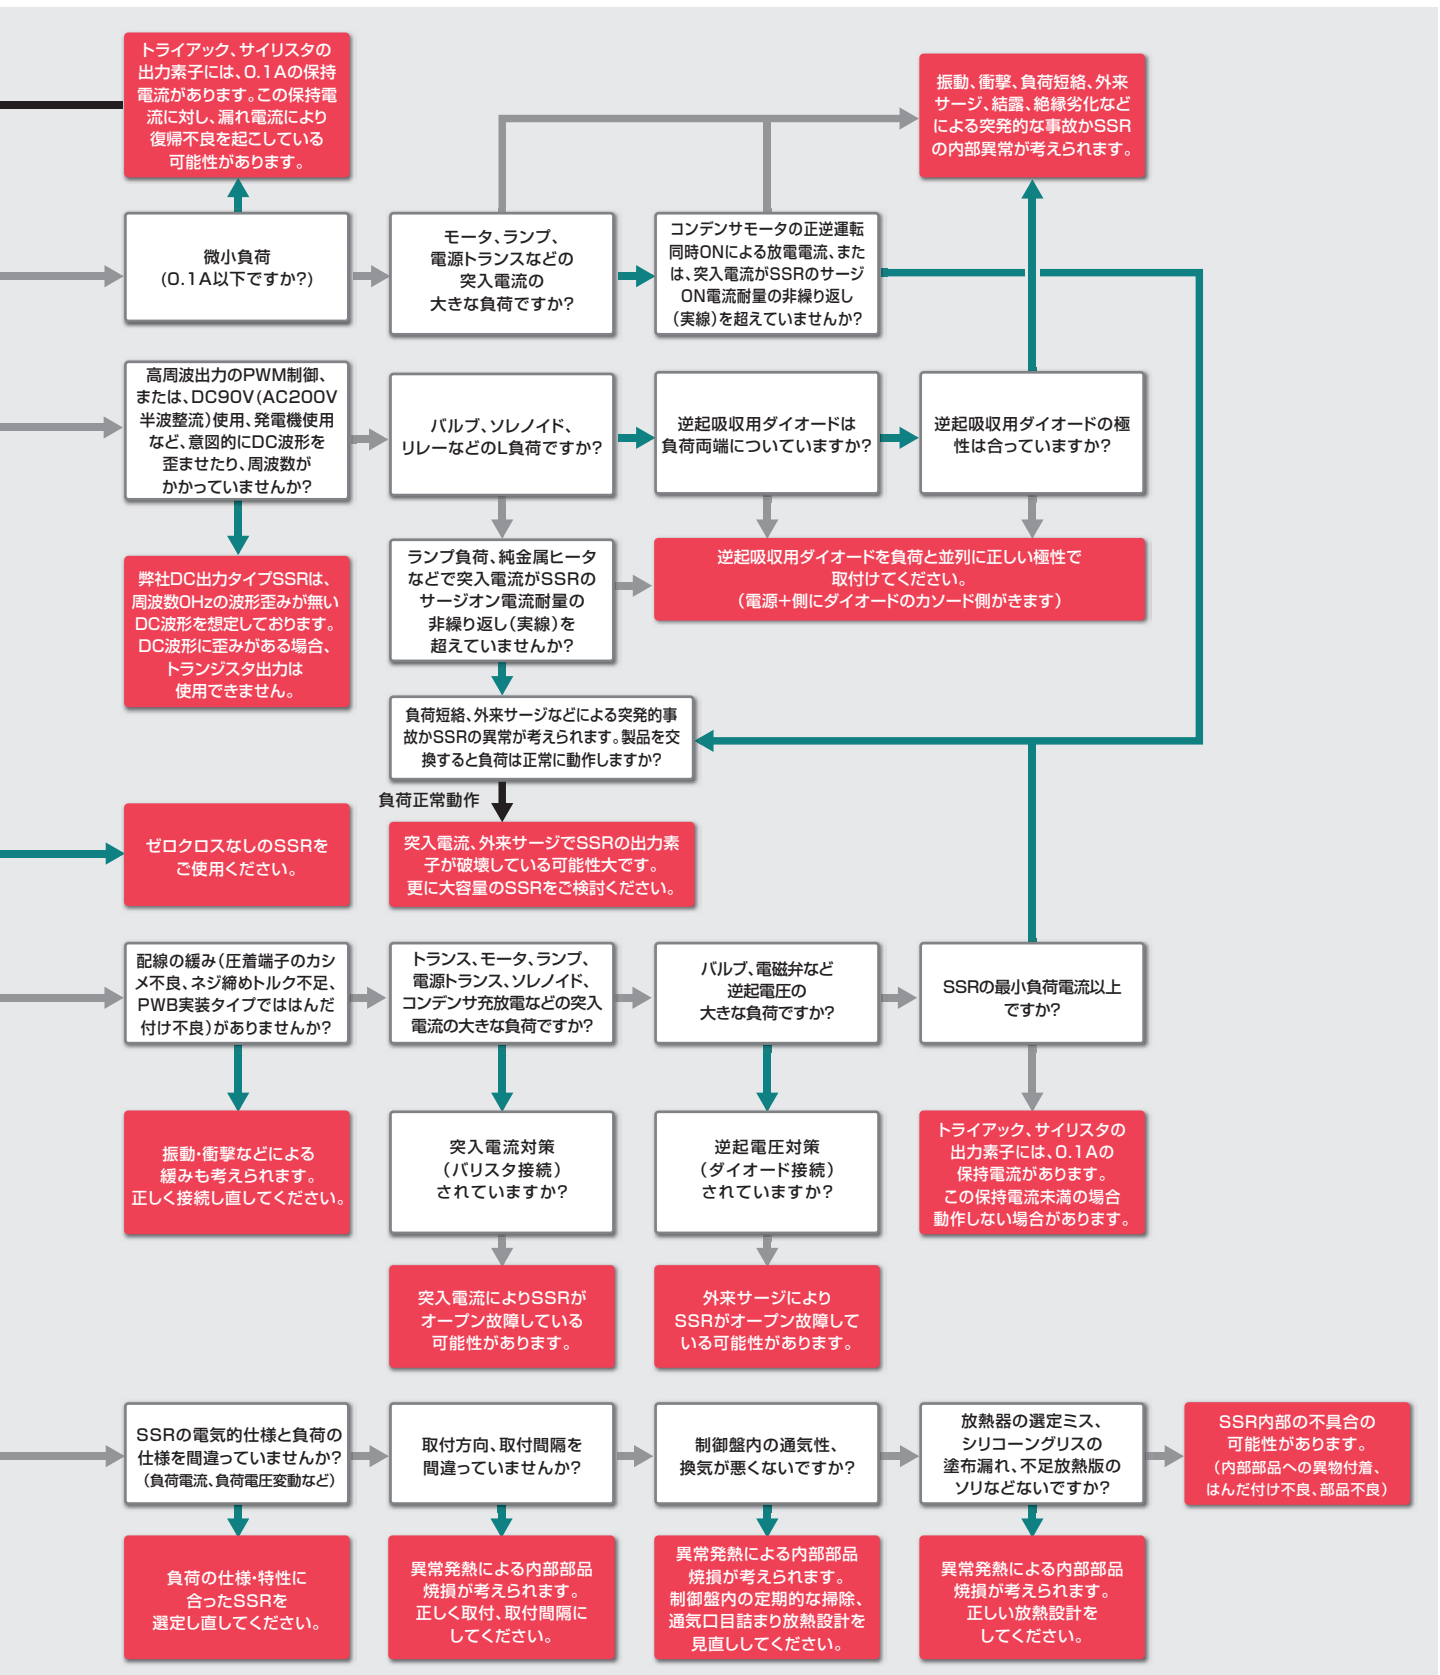 トライアック、サイリスタの
出力素子には、0.1Aの保持
電流があります。この保持電
流に対し、漏れ電流により
復帰不良を起こしている
可能性があります。
振動、衝撃、負荷短絡、外来
サージ、結露、絶縁劣化など
による突発的な事故かSSR
の内部異常が考えられます。
微小負荷
(0.1A以下ですか?)
モータ、ランプ、
電源トランスなどの
突入電流の
大きな負荷ですか?
コンデンサモータの正逆運転
同時ONによる放電電流、また
は、突入電流がSSRのサージ
ON電流耐量の非繰り返し
(実線)を超えていませんか?
高周波出力のPWM制御、
または、DC90V(AC200V
半波整流)使用、発電機使用
など、意図的にDC波形を
歪ませたり、周波数が
かかっていませんか?
バルブ、ソレノイド、
リレーなどのL負荷ですか?
逆起吸収用ダイオードは
負荷両端についていますか?
逆起吸収用ダイオードの極
性は合っていますか?
弊社DC出力タイプSSRは、
周波数0Hzの波形歪みが無い
DC波形を想定しております。
DC波形に歪みがある場合、
トランジスタ出力は
使用できません。
ランプ負荷、純金属ヒータ
などで突入電流がSSRの
サージオン電流耐量の
非繰り返し(実線)を
超えていませんか?
逆起吸収用ダイオードを負荷と並列に正しい極性で
取付けてください。
(電源+側にダイオードのカソード側がきます)
負荷短絡、外来サージなどによる突発的事
故かSSRの異常が考えられます。製品を交
換すると負荷は正常に動作しますか?
負荷正常動作
ゼロクロスなしのSSRを
ご使用ください。
突入電流、外来サージでSSRの出力素
子が破壊している可能性大です。
更に大容量のSSRをご検討ください。
配線の緩み(圧着端子のカシ
メ不良、ネジ締めトルク不足、
PWB実装タイプでははんだ
付け不良)がありませんか?
トランス、モータ、ランプ、
電源トランス、ソレノイド、
コンデンサ充放電などの突入
電流の大きな負荷ですか?
バルブ、電磁弁など
逆起電圧の
大きな負荷ですか?
SSRの最小負荷電流以上
ですか?
振動・衝撃などによる
緩みも考えられます。
正しく接続し直してください。
突入電流対策
(バリスタ接続)
されていますか?
逆起電圧対策
(ダイオード接続)
されていますか?
トライアック、サイリスタの
出力素子には、0.1Aの
保持電流があります。
この保持電流未満の場合
動作しない場合があります。
突入電流によりSSRが
オープン故障している
可能性があります。
外来サージにより
SSRがオープン故障して
いる可能性があります。
SSRの電気的仕様と負荷の
仕様を間違っていませんか?
(負荷電流、負荷電圧変動など)
取付方向、取付間隔を
間違っていませんか?
制御盤内の通気性、
換気が悪くないですか?
放熱器の選定ミス、
シリコーングリスの
塗布漏れ、不足放熱版の
ソリなどないですか?
SSR内部の不具合の
可能性があります。
(内部部品への異物付着、
はんだ付け不良、部品不良)
負荷の仕様・特性に
合ったSSRを
選定し直してください。
異常発熱による内部部品
焼損が考えられます。
正しく取付、取付間隔に
してください。
異常発熱による内部部品
焼損が考えられます。
制御盤内の定期的な掃除、
通気口目詰まり放熱設計を
見直ししてください。
異常発熱による内部部品
焼損が考えられます。
正しい放熱設計を
してください。